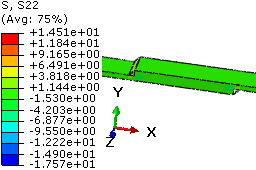 S, S22
(Avg: 75%)
+1.451e+01
+1.184e+01
+9.165e+00
+6.491e+00
+3.818e+00
+1.144e+00
-1.530e+00
-4.203e+00
-6.877e+00
-9.550e+00
-1.222e+01
-1.490e+01
-1.757e+01
Y
X
Z